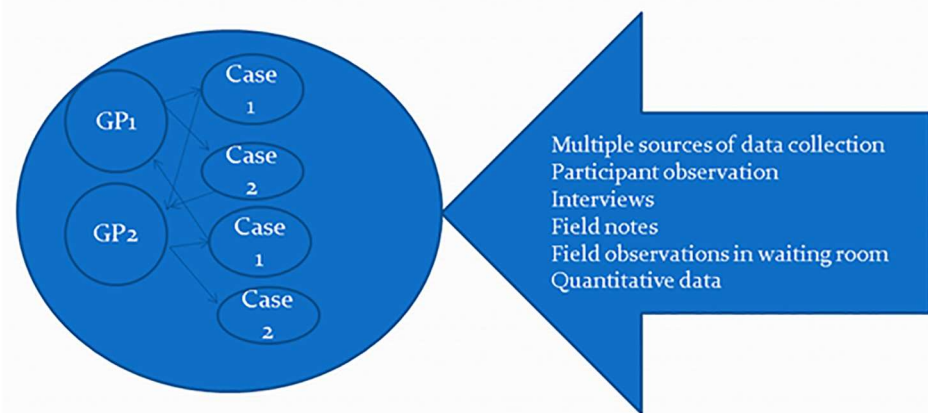 GP1
Case
1
Case
2
GP2
Case
1
Case
2
Multiple sources of data collection
Participant observation
Interviews
Field notes
Field observations in waiting room
Quantitative data